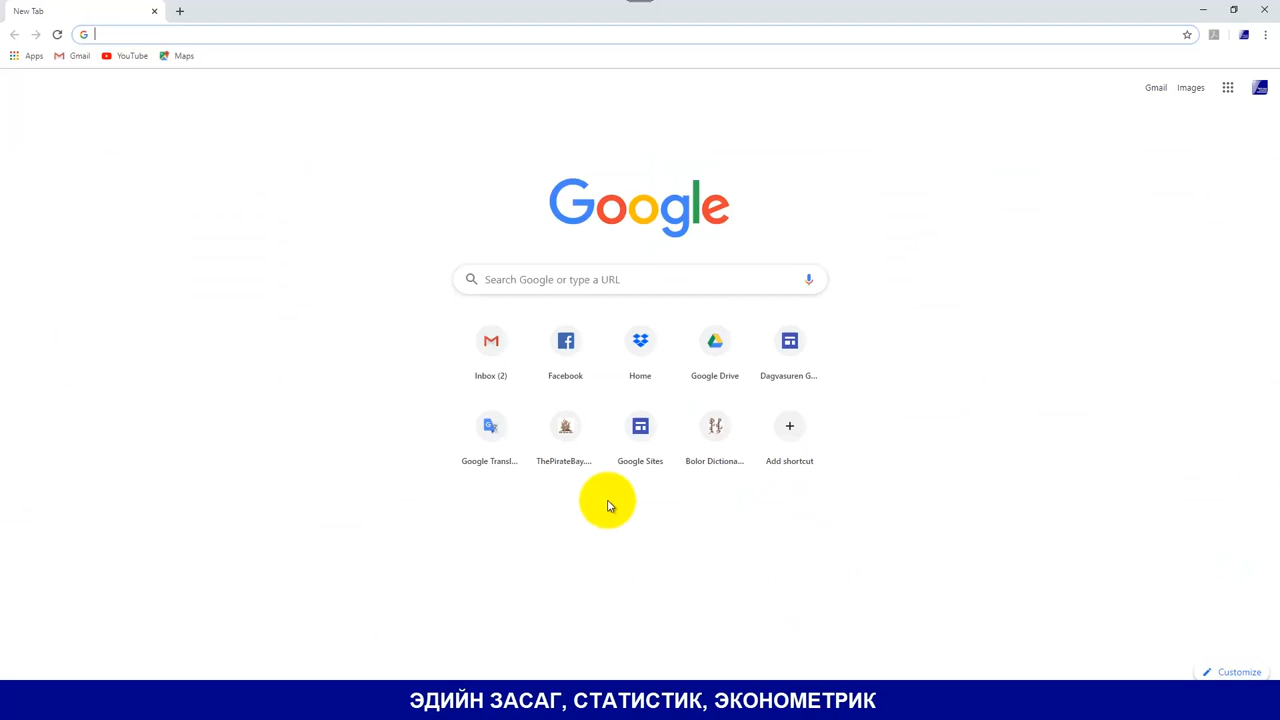 New Tab
Apps Gmail YouTube Maps
Gmail Images
Google
Search Google or type a URL
Inbox (2) Facebook Home Google Drive Dagvasuren G...
Google Transl... ThePirateBay.... Google Sites Bolor Dictiona... Add shortcut
Customize
ЭДИЙН ЗАСАГ, СТАТИСТИК, ЭКОНОМЕТРИК